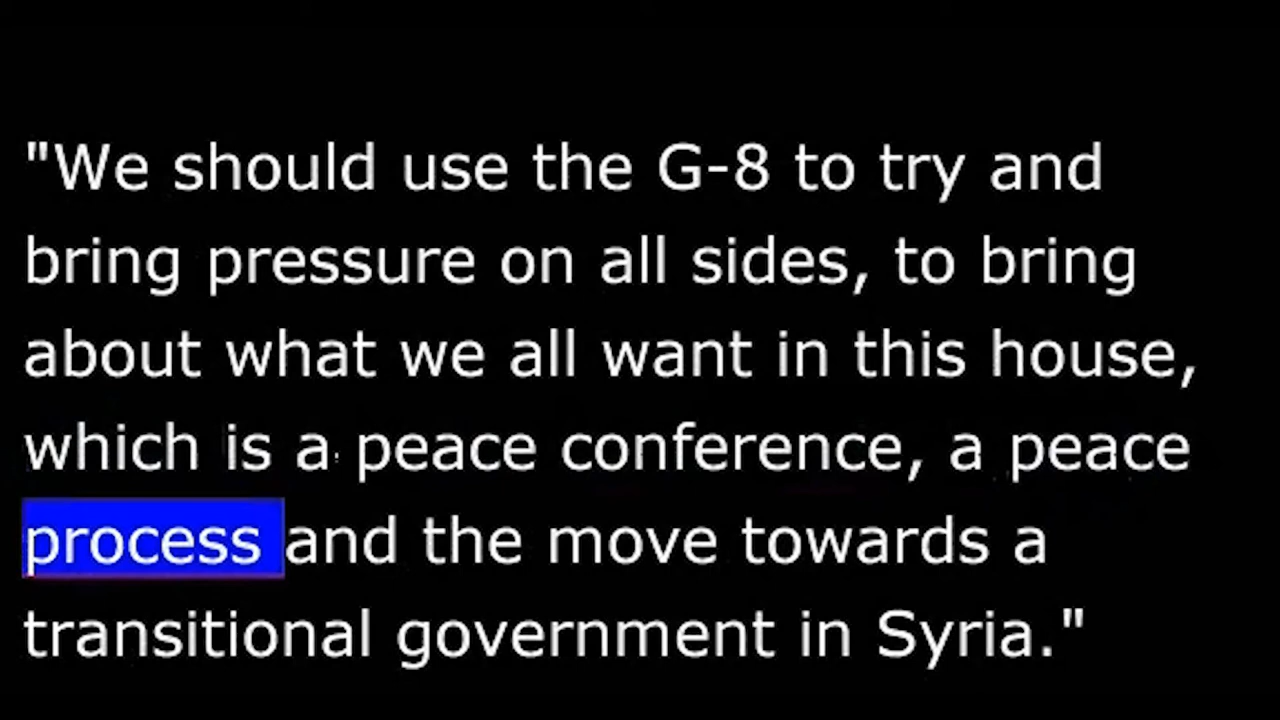 "We should use the G-8 to try and
bring pressure on all sides, to bring
about what we all want in this house,
which is a peace conference, a peace
process and the move towards a
transitional government in Syria."